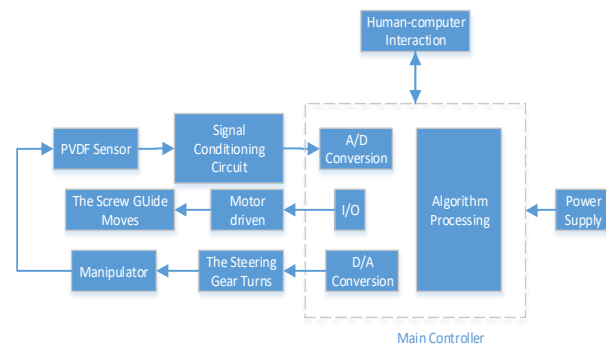 Human-computer
Interaction
PVDF Sensor
Signal
Conditioning
Circuit
A/D
Conversion
The Screw GUide
Moves
Motor
driven
I/O
Algorithm
Processing
Power
Supply
Manipulator
The Steering
Gear Turns
D/A
Conversion
Main Controller